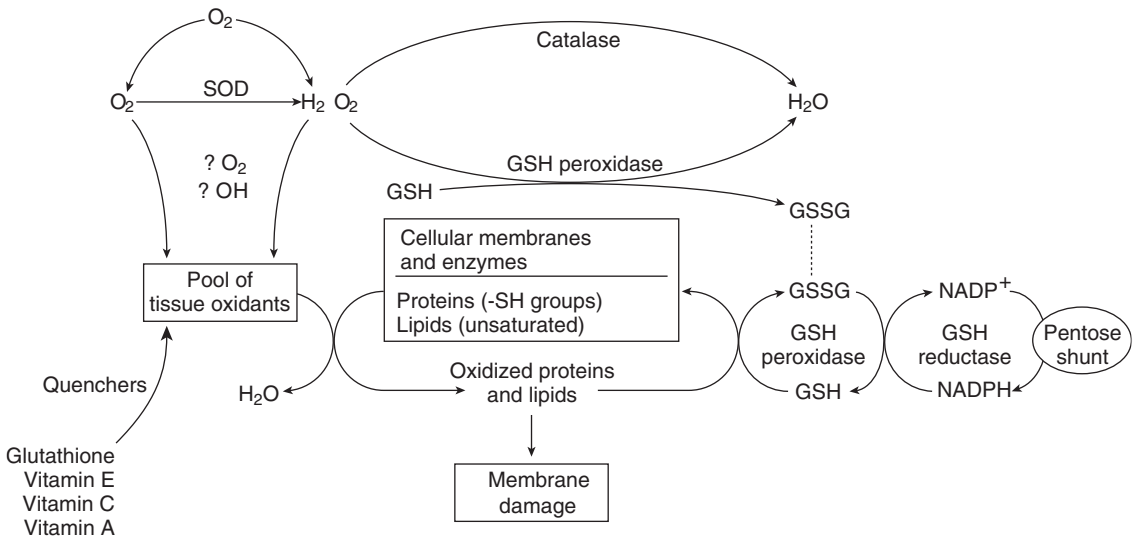 O₂
Catalase
O₂
SOD
H₂ O₂
H₂O
? O₂
? OH
GSH peroxidase
GSH
GSSG
Cellular membranes
and enzymes
Proteins (-SH groups)
Lipids (unsaturated)
Pool of
tissue oxidants
GSSG
NADP⁺
GSH
peroxidase
GSH
reductase
Pentose
shunt
Quenchers
H₂O
Oxidized proteins
and lipids
GSH
NADPH
Glutathione
Vitamin E
Vitamin C
Vitamin A
Membrane
damage